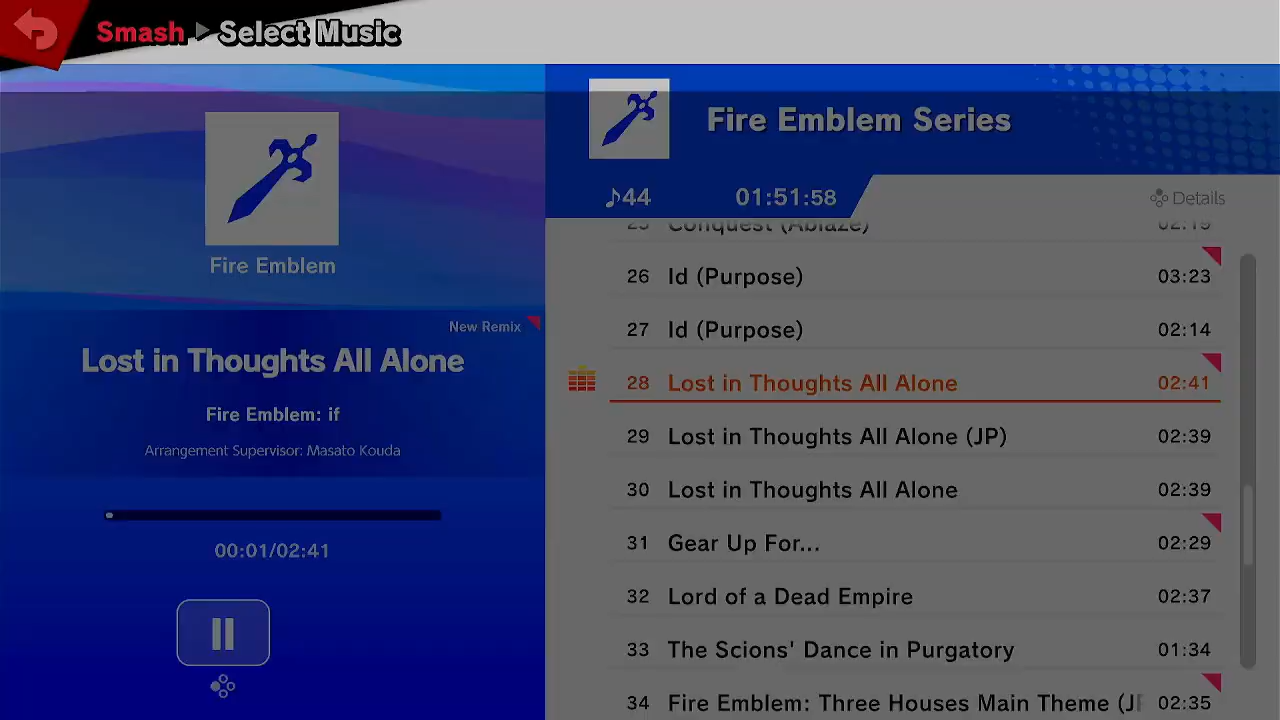 Smash ▶ Select Music
Fire Emblem Series
♪44 01:51:58 Details
Fire Emblem
New Remix
Lost in Thoughts All Alone
Fire Emblem: if
Arrangement Supervisor: Masato Kouda
00:01/02:41
25 Conquest (Ablaze) 02:19
26 Id (Purpose) 03:23
27 Id (Purpose) 02:14
28 Lost in Thoughts All Alone 02:41
29 Lost in Thoughts All Alone (JP) 02:39
30 Lost in Thoughts All Alone 02:39
31 Gear Up For... 02:29
32 Lord of a Dead Empire 02:37
33 The Scions' Dance in Purgatory 01:34
34 Fire Emblem: Three Houses Main Theme (J 02:35